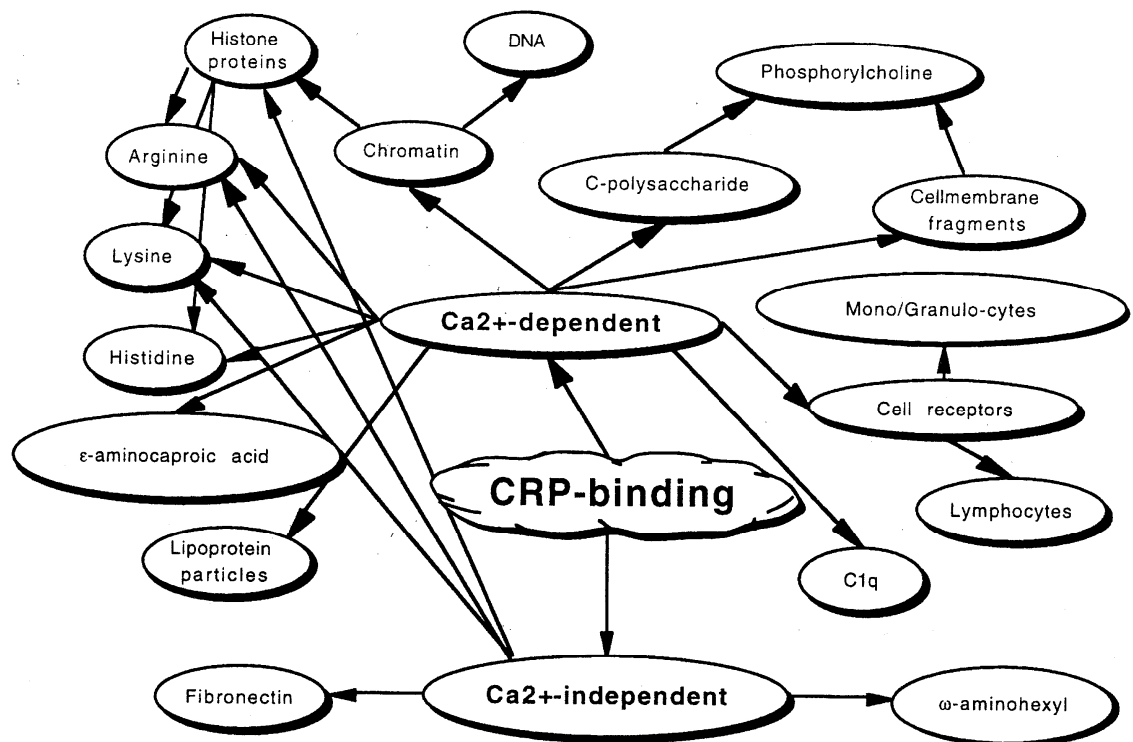 Histone
proteins
DNA
Phosphorylcholine
Arginine
Chromatin
C-polysaccharide
Cellmembrane
fragments
Lysine
Mono/Granulo-cytes
Ca2+-dependent
Histidine
Cell receptors
ε-aminocaproic acid
CRP-binding
Lymphocytes
Lipoprotein
particles
C1q
Fibronectin
Ca2+-independent
ω-aminohexyl